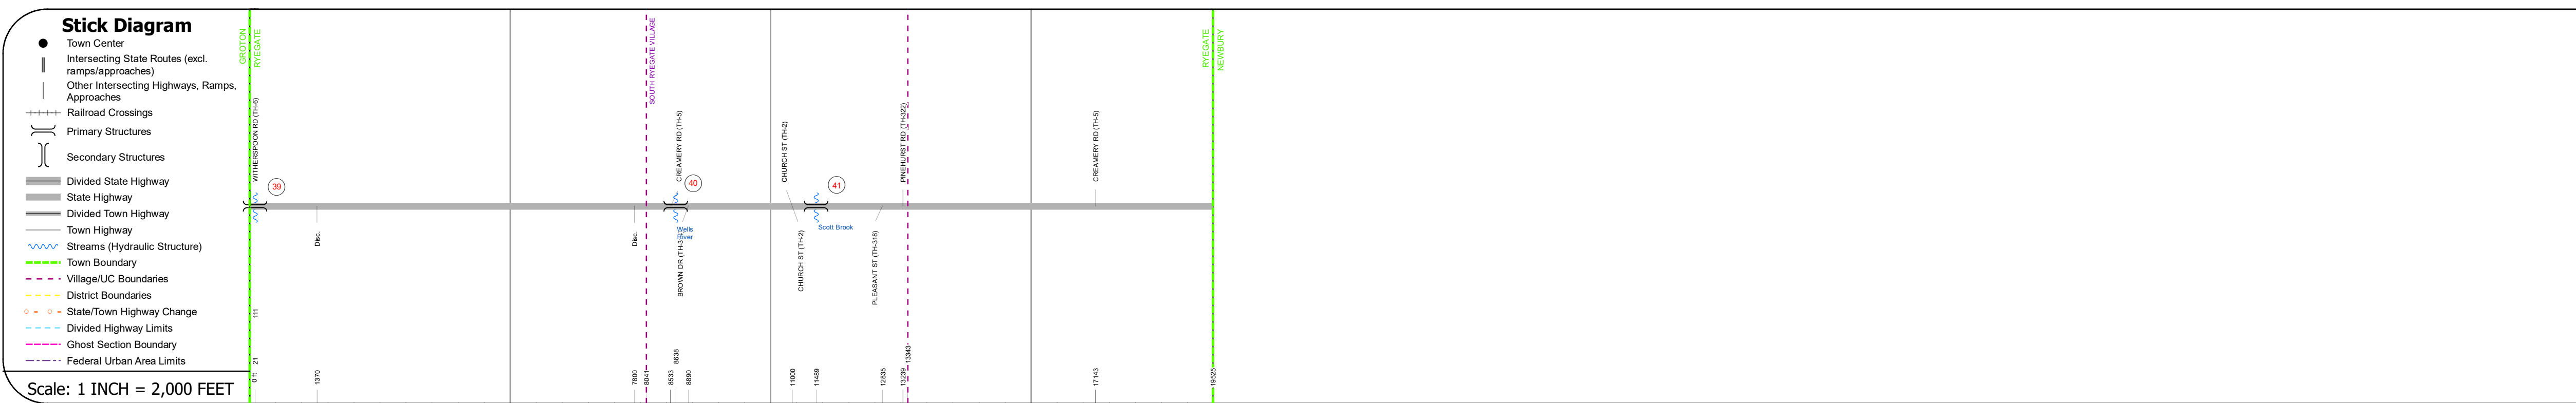 Stick Diagram
Town Center
Intersecting State Routes (excl.
ramps/approaches)
Other Intersecting Highways, Ramps,
Approaches
Railroad Crossings
Primary Structures
Secondary Structures
Divided State Highway
State Highway
Divided Town Highway
Town Highway
Streams (Hydraulic Structure)
Town Boundary
Village/UC Boundaries
District Boundaries
State/Town Highway Change
Divided Highway Limits
Ghost Section Boundary
Federal Urban Area Limits
Scale: 1 INCH = 2,000 FEET
GROTON
RYEGATE
WITHERSPOON RD (TH-6)
39
Disc.
Disc.
SOUTH RYEGATE VILLAGE
CREAMERY RD (TH-5)
40
Wells
River
BROWN DR (TH-3
CHURCH ST (TH-2)
CHURCH ST (TH-2)
41
Scott Brook
PLEASANT ST (TH-318)
PINEHURST RD (TH-322)
CREAMERY RD (TH-5)
RYEGATE
NEWBURY
0 ft
21
111
1370
7800
8041
8533
8638
8890
11000
11489
12835
13239
13343
17143
19525